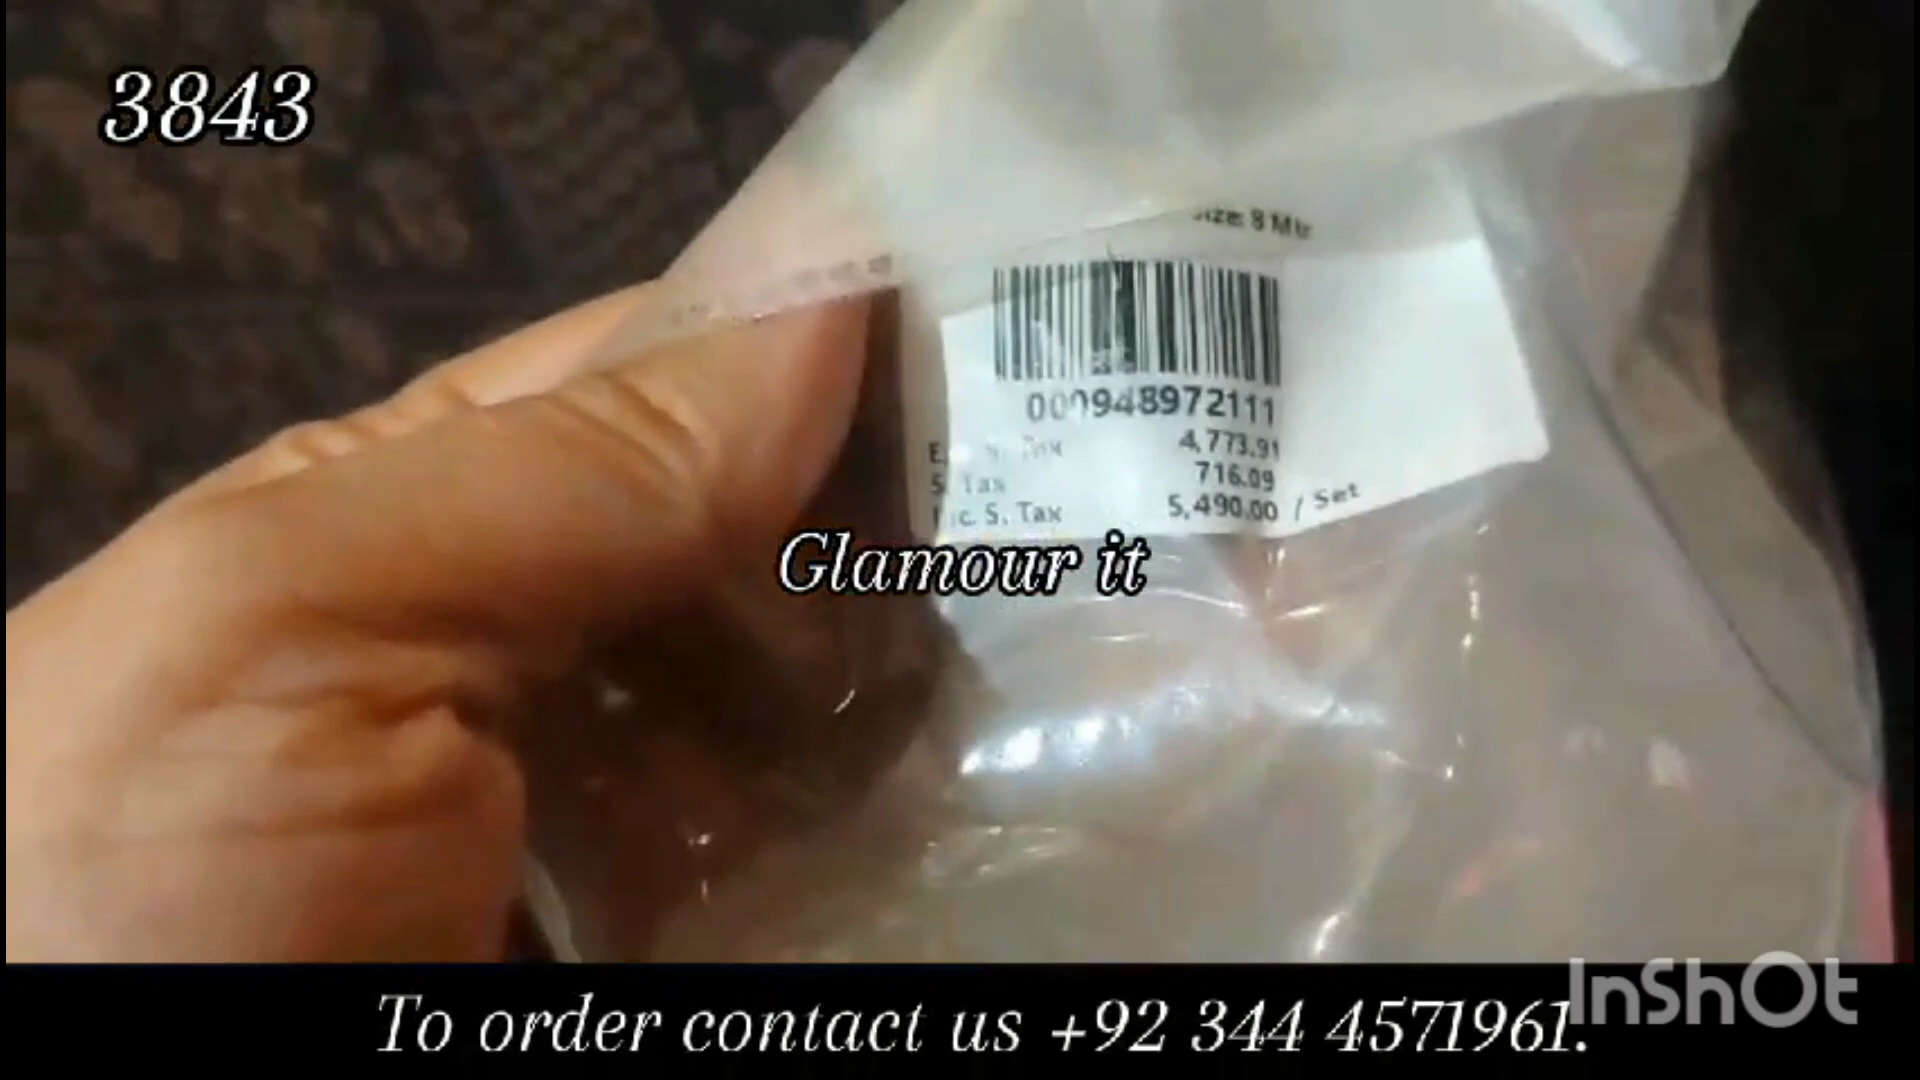 3843
Size: 8 Mtr
000948972111
4,773.91
S. Tax 716.09
Inc. S. Tax 5,490.00 / Set
Glamour it
InShOt
To order contact us +92 344 4571961.